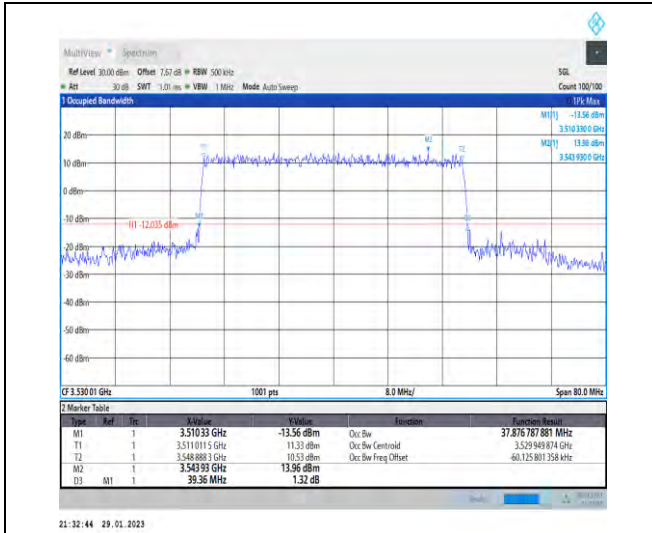 MultiView Spectrum
Ref Level 30.00 dBm Offset 7.67 dB RBW 500 kHz SGL
Att 30 dB SWT 1.01 ms VBW 1 MHz Mode Auto Sweep Count 100/100
1 Occupied Bandwidth 1Pk Max
M1[1] -13.56 dBm
3.510 330 0 GHz
M2[1] 13.98 dBm
3.543 930 0 GHz
20 dBm
M2
T1 T2
10 dBm
0 dBm
-10 dBm
M1
H1 -12.035 dBm
-20 dBm
-30 dBm
-40 dBm
-50 dBm
-60 dBm
CF 3.530 01 GHz 1001 pts 8.0 MHz/ Span 80.0 MHz
2 Marker Table
Type Ref Trc X-Value Y-Value Function Function Result
M1 1 3.510 33 GHz -13.56 dBm Occ Bw 37.876 787 881 MHz
T1 1 3.511 011 5 GHz 11.33 dBm Occ Bw Centroid 3.529 949 874 GHz
T2 1 3.548 888 3 GHz 10.53 dBm Occ Bw Freq Offset -60.125 801 358 kHz
M2 1 3.543 93 GHz 13.96 dBm
D3 M1 1 39.36 MHz 1.32 dB
21:32:44 29.01.2023